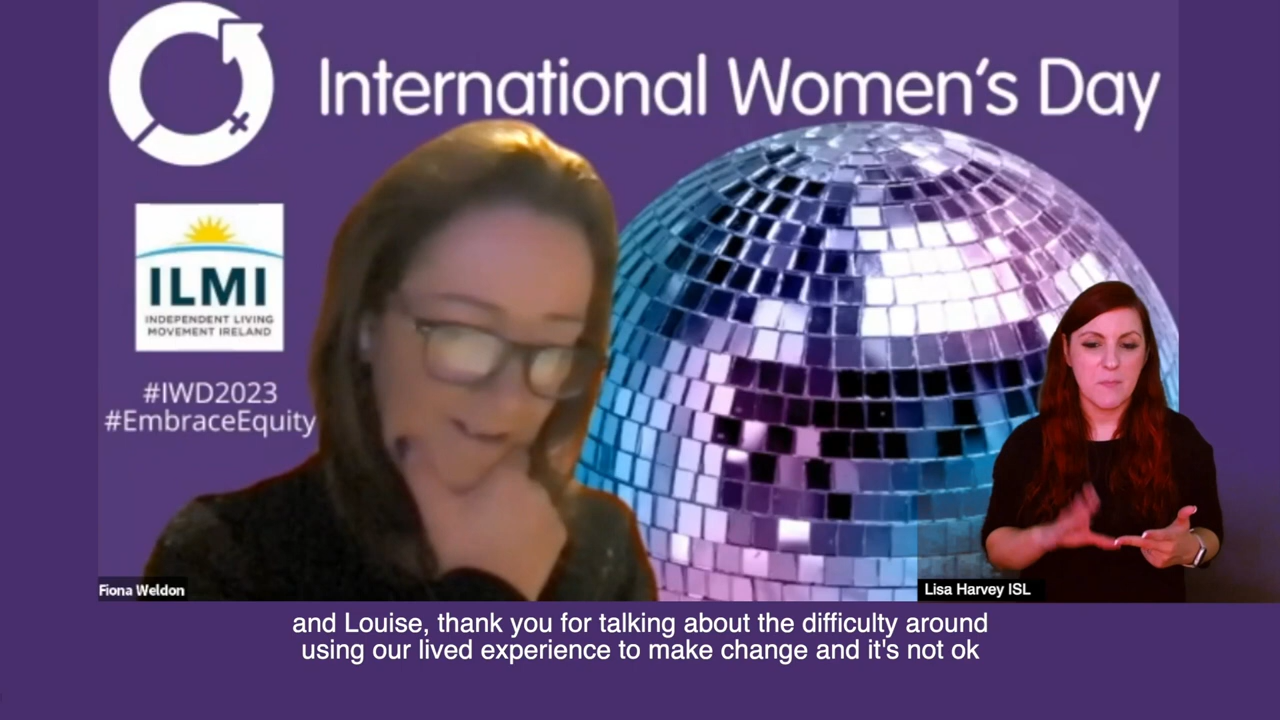 International Women's Day
ILMI
INDEPENDENT LIVING
MOVEMENT IRELAND
#IWD2023
#EmbraceEquity
Fiona Weldon
Lisa Harvey ISL
and Louise, thank you for talking about the difficulty around
using our lived experience to make change and it's not ok